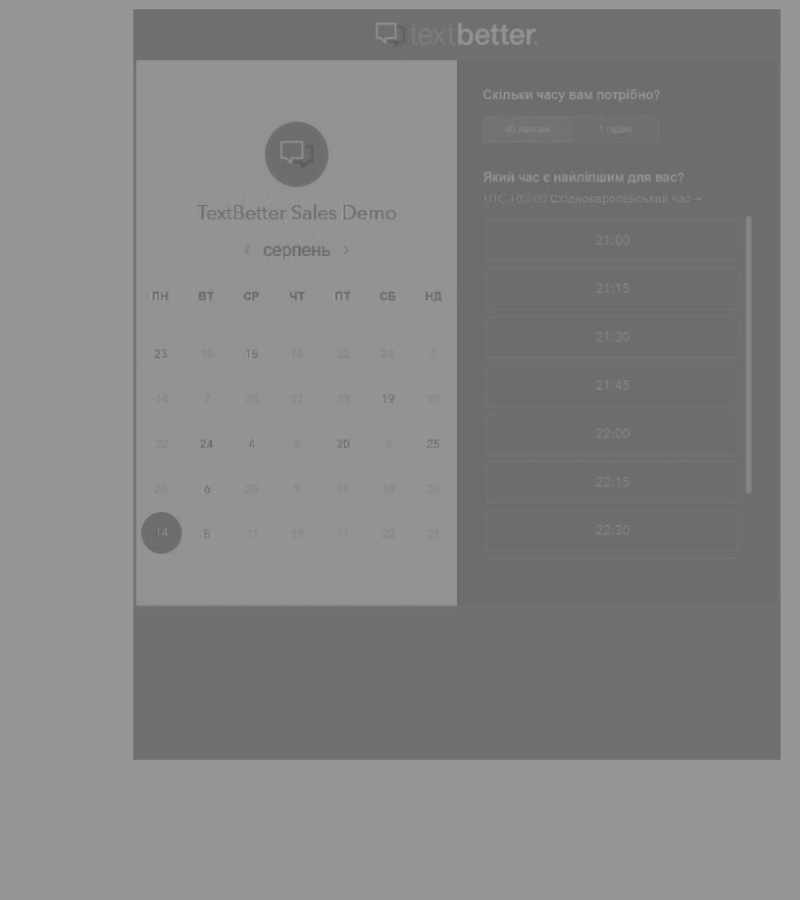 textbetter.
TextBetter Sales Demo
< серпень >
ПН ВТ СР ЧТ ПТ СБ НД
23 10 15 16 22 24 2
14 7 20 17 13 19 10
22 24 4 5 20 3 25
25 6 25 9 19 10 26
14 5 11 19 11 22 21
Скільки часу вам потрібно?
40 хвилин 1 годин
Який час є найліпшим для вас?
UTC +03:00 Східноєвропейський час
21:00
21:15
21:30
21:45
22:00
22:15
22:30